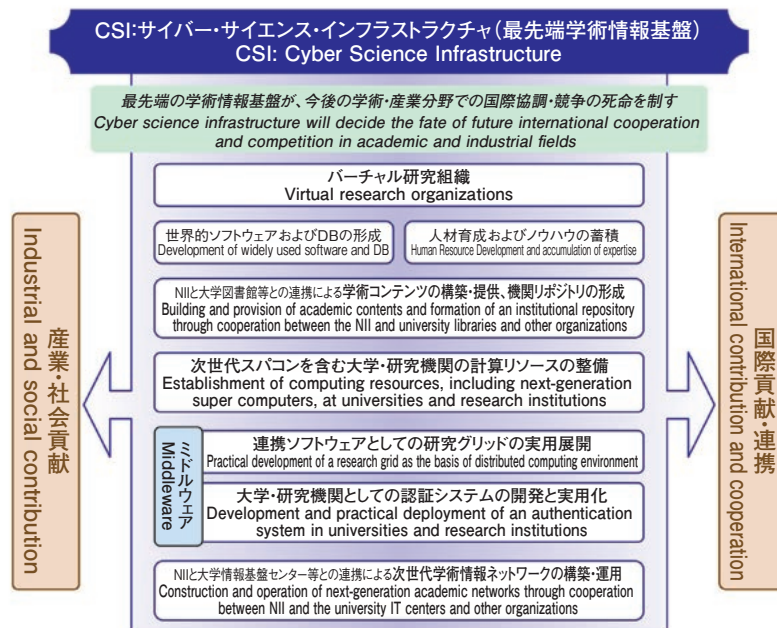 CSI:サイバー・サイエンス・インフラストラクチャ(最先端学術情報基盤)
CSI: Cyber Science Infrastructure
最先端の学術情報基盤が、今後の学術・産業分野での国際協調・競争の死命を制す
Cyber science infrastructure will decide the fate of future international cooperation
and competition in academic and industrial fields
バーチャル研究組織
Virtual research organizations
世界的ソフトウェアおよびDBの形成
Development of widely used software and DB
人材育成およびノウハウの蓄積
Human Resource Development and accumulation of expertise
NIIと大学図書館等との連携による学術コンテンツの構築・提供、機関リポジトリの形成
Building and provision of academic contents and formation of an institutional repository
through cooperation between the NII and university libraries and other organizations
次世代スパコンを含む大学・研究機関の計算リソースの整備
Establishment of computing resources, including next-generation
super computers, at universities and research institutions
ミドルウェア
Middleware
連携ソフトウェアとしての研究グリッドの実用展開
Practical development of a research grid as the basis of distributed computing environment
大学・研究機関としての認証システムの開発と実用化
Development and practical deployment of an authentication
system in universities and research institutions
NIIと大学情報基盤センター等との連携による次世代学術情報ネットワークの構築・運用
Construction and operation of next-generation academic networks through cooperation
between NII and the university IT centers and other organizations
産業・社会貢献
Industrial and social contribution
国際貢献・連携
International contribution and cooperation